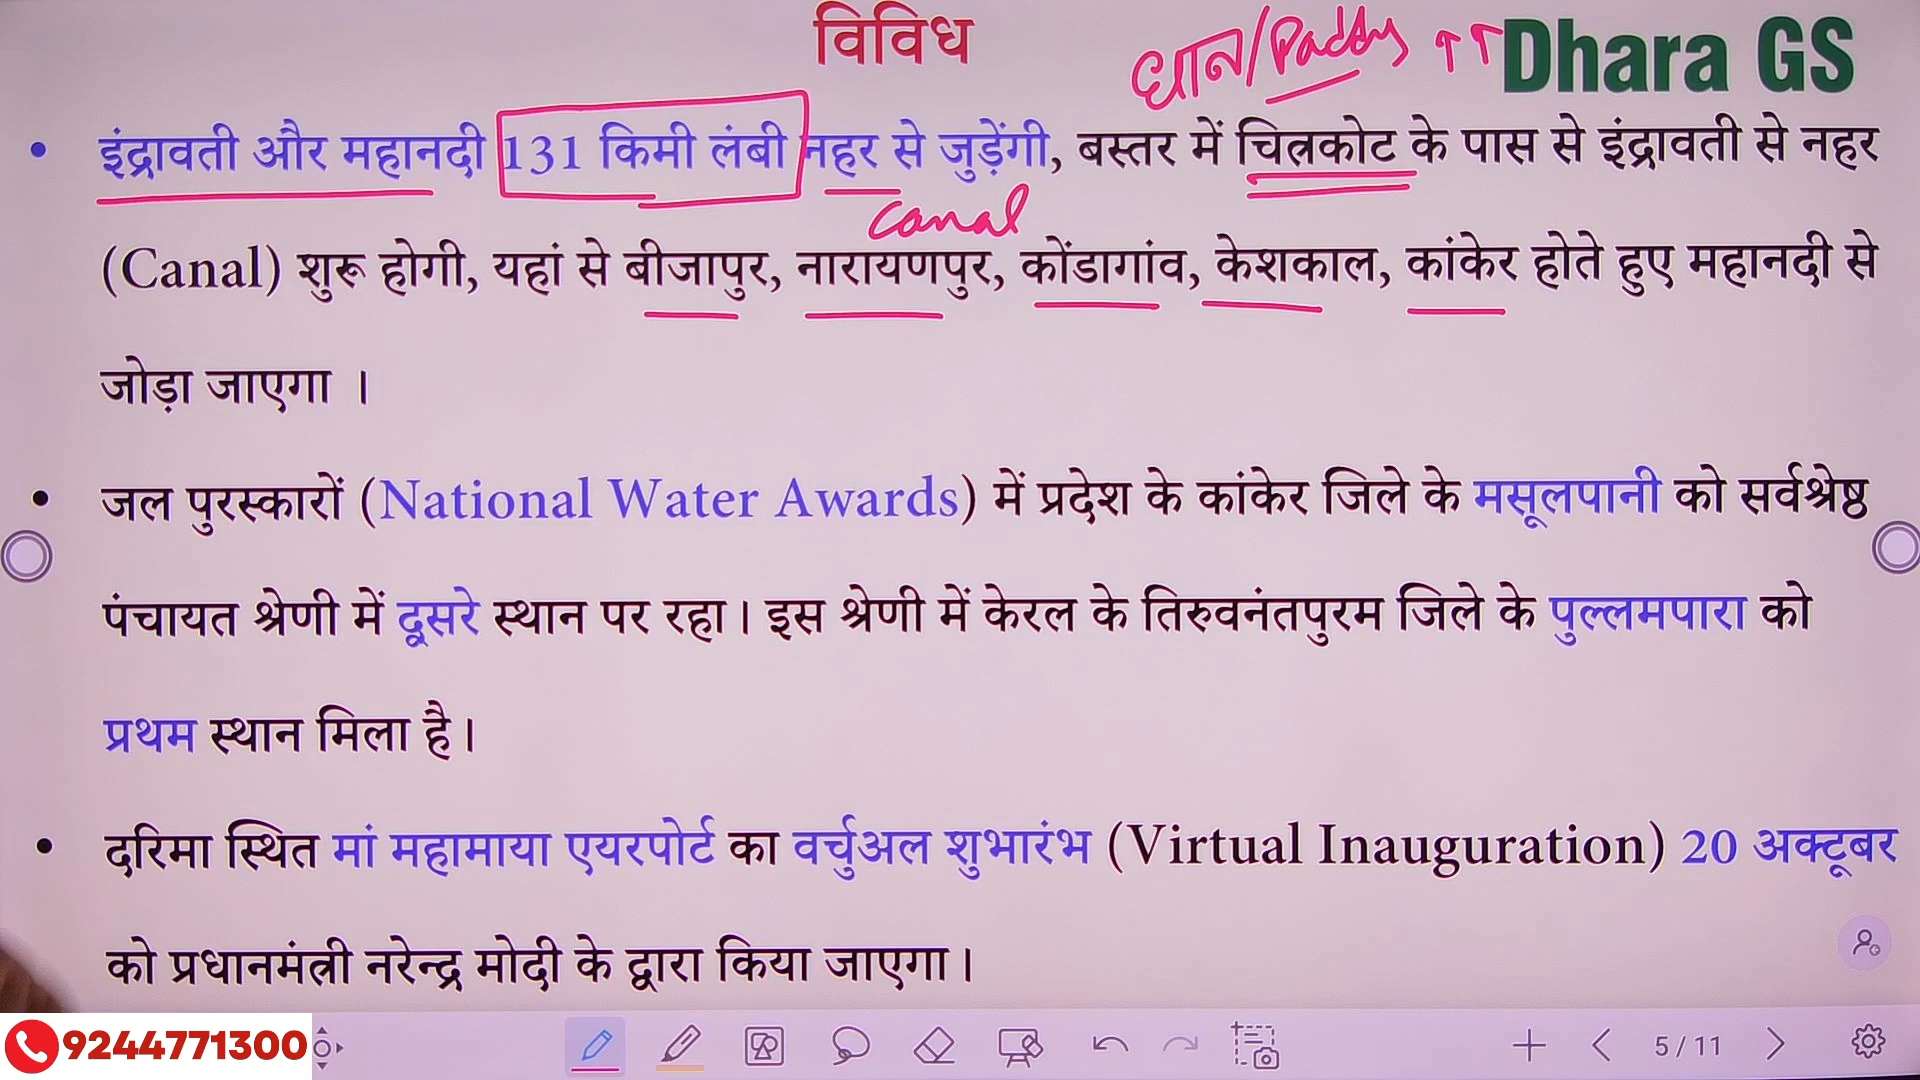 विविध
धान/Paddy ↑↑
Dhara GS
• इंद्रावती और महानदी 131 किमी लंबी नहर से जुड़ेंगी, बस्तर में चित्रकोट के पास से इंद्रावती से नहर
canal
(Canal) शुरू होगी, यहां से बीजापुर, नारायणपुर, कोंडागांव, केशकाल, कांकेर होते हुए महानदी से
जोड़ा जाएगा ।
• जल पुरस्कारों (National Water Awards) में प्रदेश के कांकेर जिले के मसूलपानी को सर्वश्रेष्ठ
पंचायत श्रेणी में दूसरे स्थान पर रहा। इस श्रेणी में केरल के तिरुवनंतपुरम जिले के पुल्लमपारा को
प्रथम स्थान मिला है।
• दरिमा स्थित मां महामाया एयरपोर्ट का वर्चुअल शुभारंभ (Virtual Inauguration) 20 अक्टूबर
को प्रधानमंत्री नरेन्द्र मोदी के द्वारा किया जाएगा।
9244771300
5 / 11